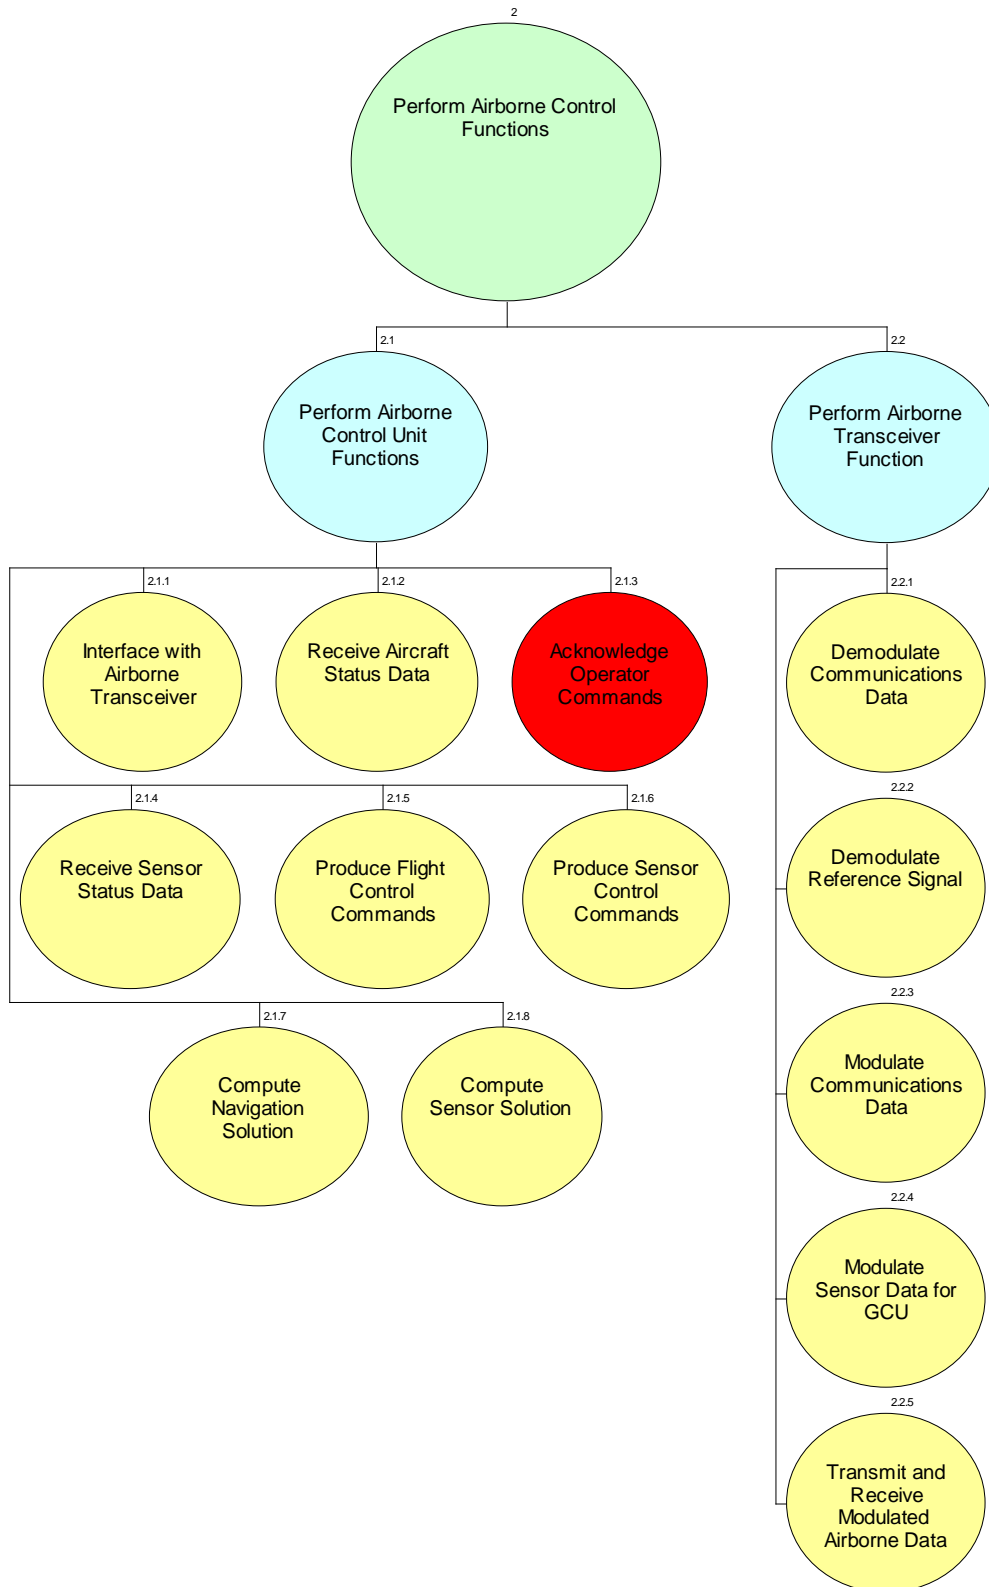 2
Perform Airborne Control
Functions
2.1
Perform Airborne
Control Unit
Functions
2.2
Perform Airborne
Transceiver
Function
2.1.1
Interface with
Airborne
Transceiver
2.1.2
Receive Aircraft
Status Data
2.1.3
Acknowledge
Operator
Commands
2.1.4
Receive Sensor
Status Data
2.1.5
Produce Flight
Control
Commands
2.1.6
Produce Sensor
Control
Commands
2.1.7
Compute
Navigation
Solution
2.1.8
Compute
Sensor Solution
2.2.1
Demodulate
Communications
Data
2.2.2
Demodulate
Reference Signal
2.2.3
Modulate
Communications
Data
2.2.4
Modulate
Sensor Data for
GCU
2.2.5
Transmit and
Receive
Modulated
Airborne Data